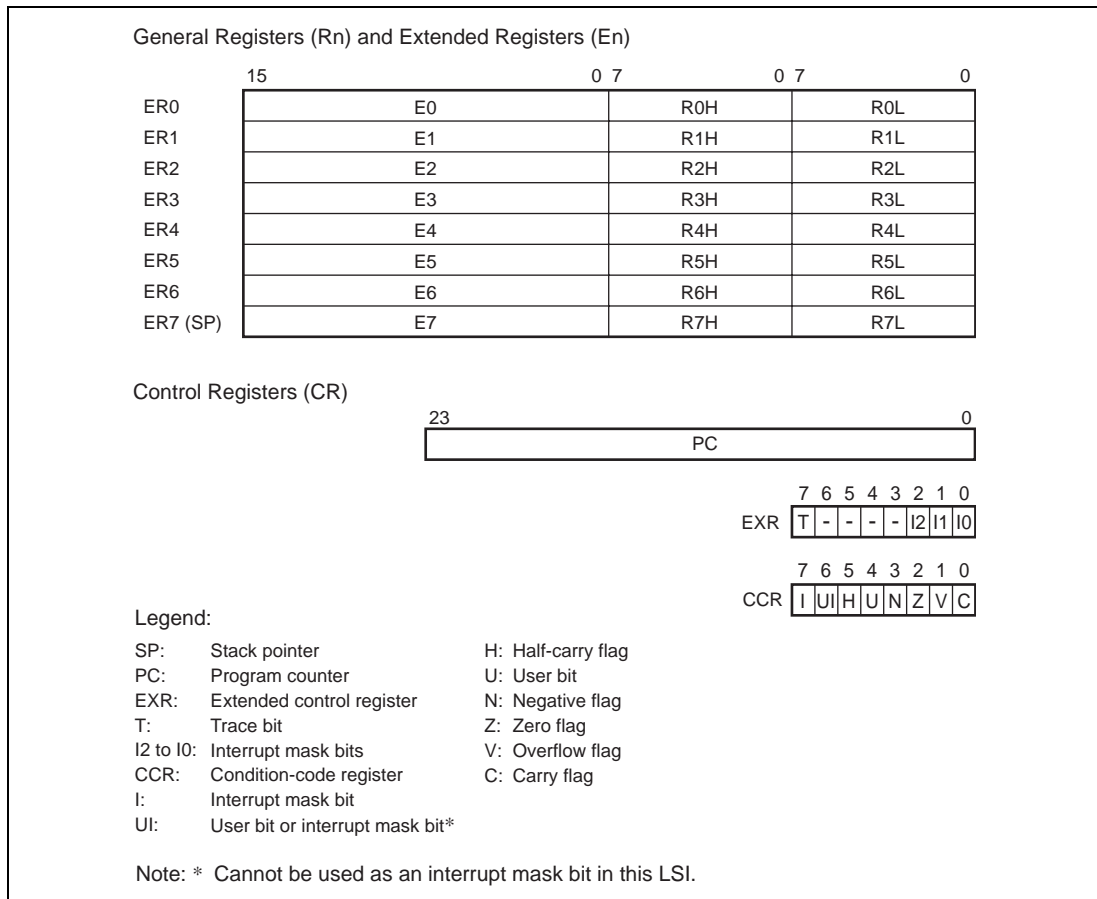 General Registers (Rn) and Extended Registers (En)
15 0 7 0 7 0
ER0 E0 R0H R0L
ER1 E1 R1H R1L
ER2 E2 R2H R2L
ER3 E3 R3H R3L
ER4 E4 R4H R4L
ER5 E5 R5H R5L
ER6 E6 R6H R6L
ER7 (SP) E7 R7H R7L
Control Registers (CR)
23 0
PC
7 6 5 4 3 2 1 0
EXR T - - - - I2 I1 I0
7 6 5 4 3 2 1 0
CCR I UI H U N Z V C
Legend:
SP: Stack pointer
PC: Program counter
EXR: Extended control register
T: Trace bit
I2 to I0: Interrupt mask bits
CCR: Condition-code register
I: Interrupt mask bit
UI: User bit or interrupt mask bit*
H: Half-carry flag
U: User bit
N: Negative flag
Z: Zero flag
V: Overflow flag
C: Carry flag
Note: * Cannot be used as an interrupt mask bit in this LSI.